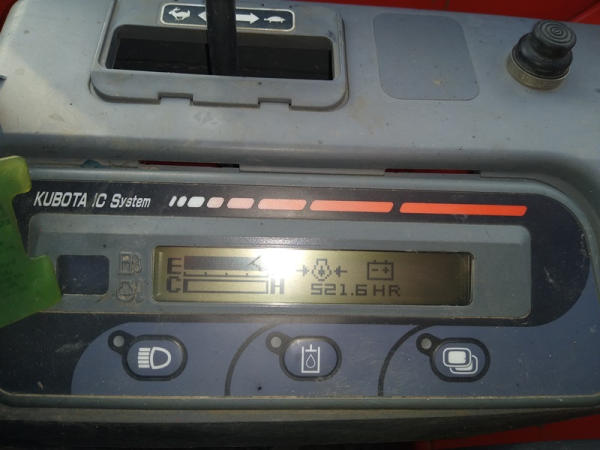 KUBOTA IC System
E
C H
521.6 HR